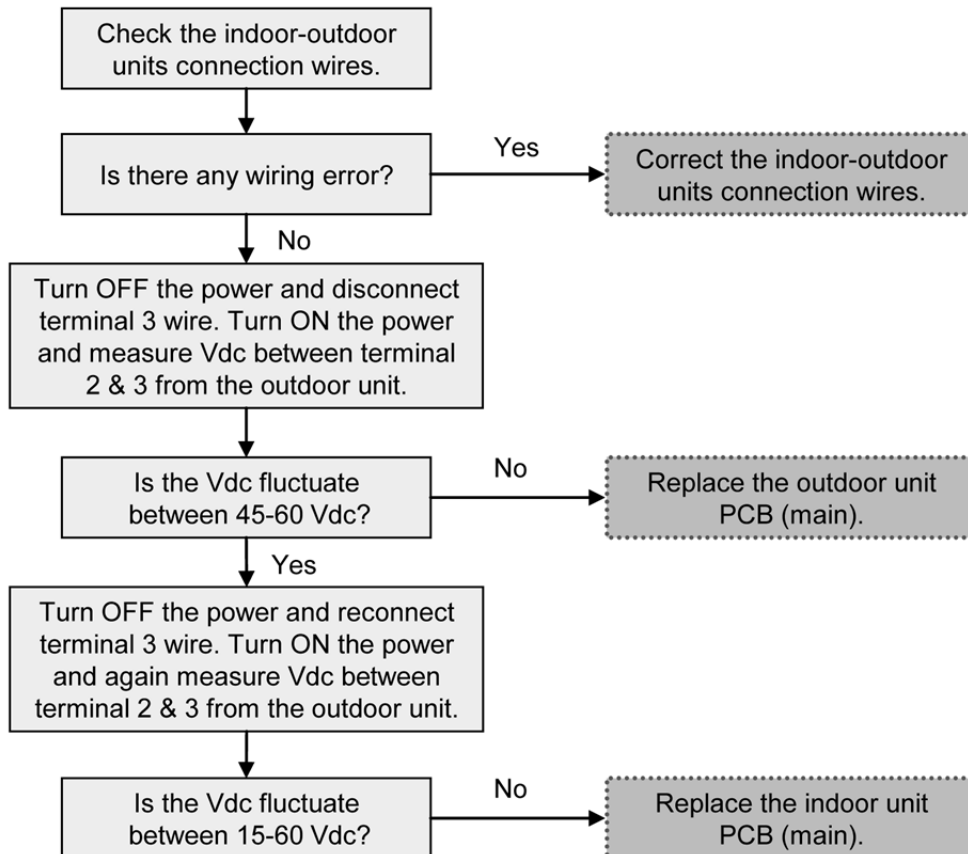 Check the indoor-outdoor
units connection wires.
Is there any wiring error?
Yes
Correct the indoor-outdoor
units connection wires.
No
Turn OFF the power and disconnect
terminal 3 wire. Turn ON the power
and measure Vdc between terminal
2 & 3 from the outdoor unit.
Is the Vdc fluctuate
between 45-60 Vdc?
No
Replace the outdoor unit
PCB (main).
Yes
Turn OFF the power and reconnect
terminal 3 wire. Turn ON the power
and again measure Vdc between
terminal 2 & 3 from the outdoor unit.
Is the Vdc fluctuate
between 15-60 Vdc?
No
Replace the indoor unit
PCB (main).